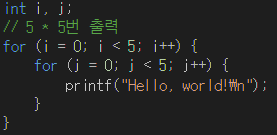 int i, j;
// 5 * 5번 출력
for (i = 0; i < 5; i++) {
    for (j = 0; j < 5; j++) {
        printf("Hello, world!₩n");
    }
}